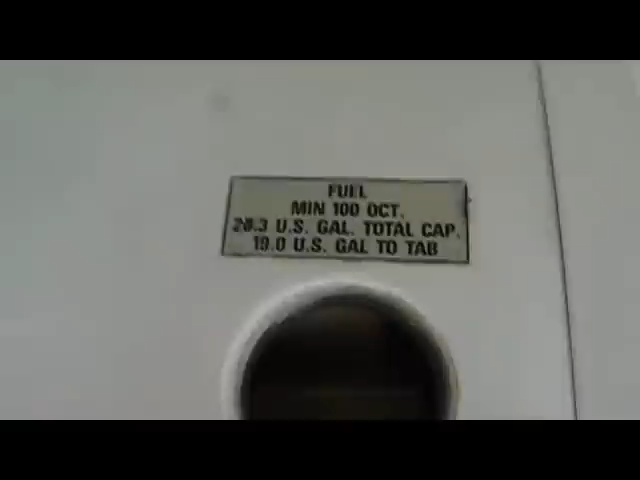 FUEL
MIN 100 OCT.
U.S. GAL. TOTAL CAP.
19.0 U.S. GAL TO TAB